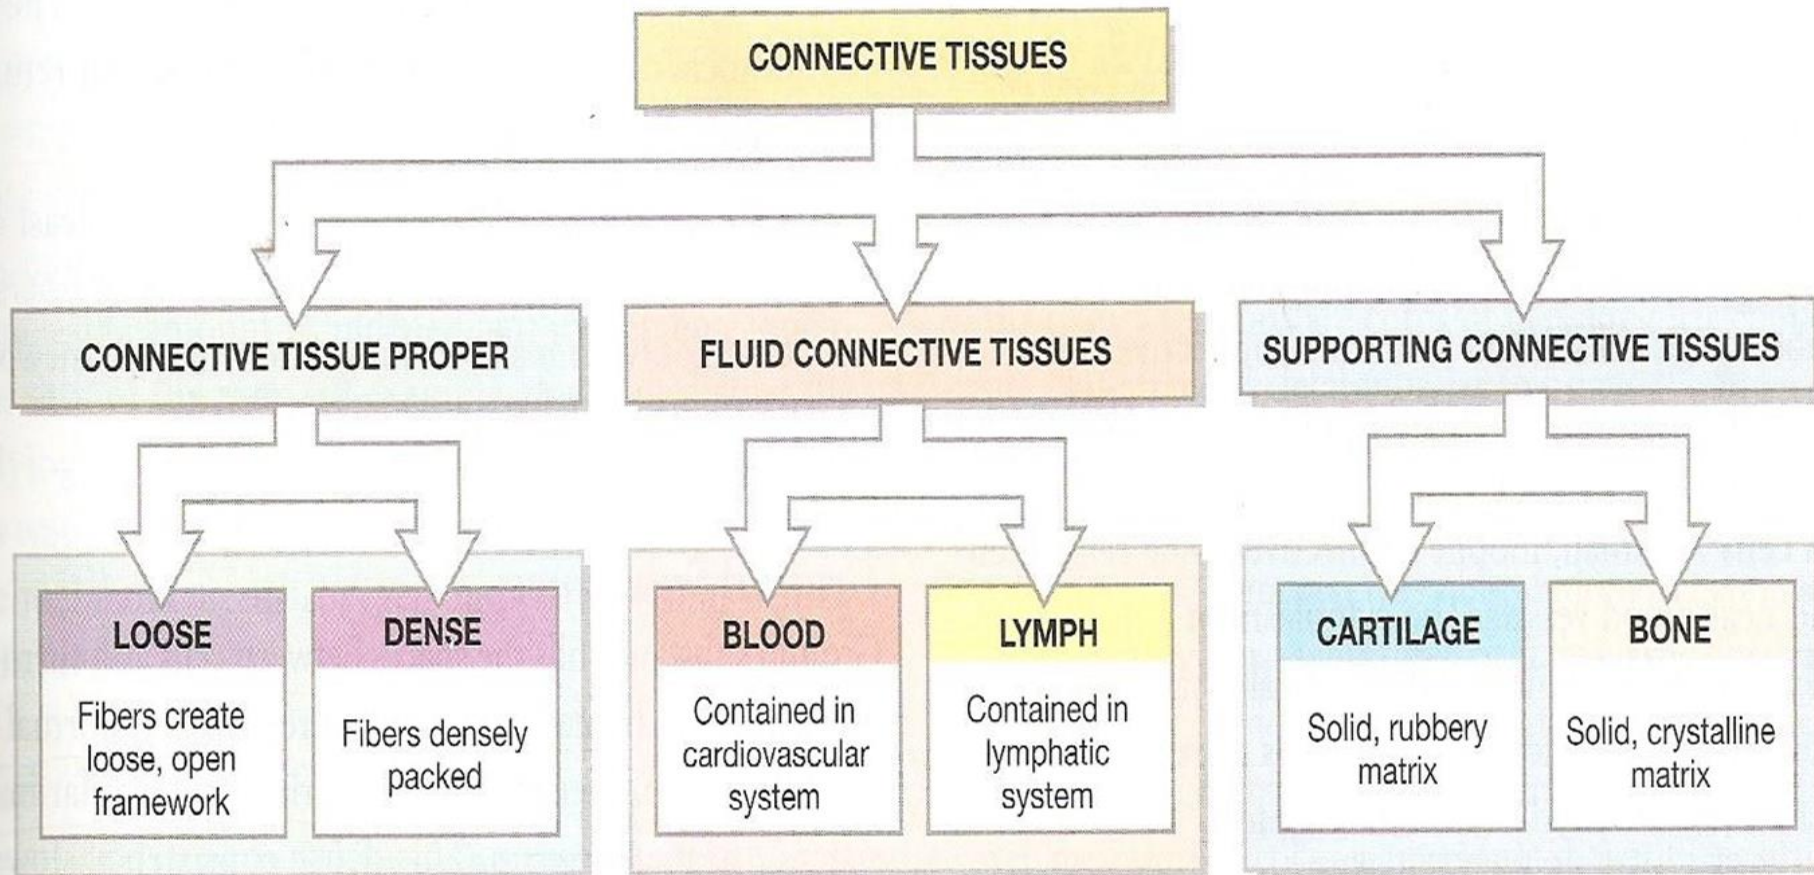 CONNECTIVE TISSUES
CONNECTIVE TISSUE PROPER
FLUID CONNECTIVE TISSUES
SUPPORTING CONNECTIVE TISSUES
LOOSE
Fibers create
loose, open
framework
DENSE
Fibers densely
packed
BLOOD
Contained in
cardiovascular
system
LYMPH
Contained in
lymphatic
system
CARTILAGE
Solid, rubbery
matrix
BONE
Solid, crystalline
matrix